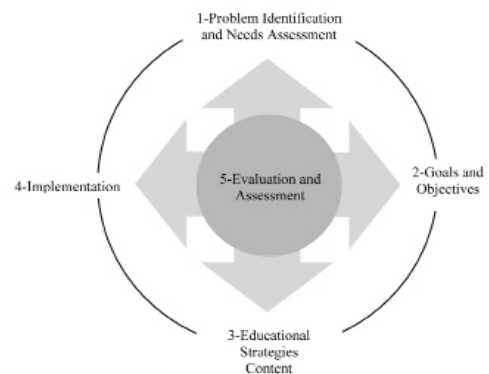 1-Problem Identification
and Needs Assessment
2-Goals and
Objectives
5-Evaluation and
Assessment
4-Implementation
3-Educational
Strategies
Content